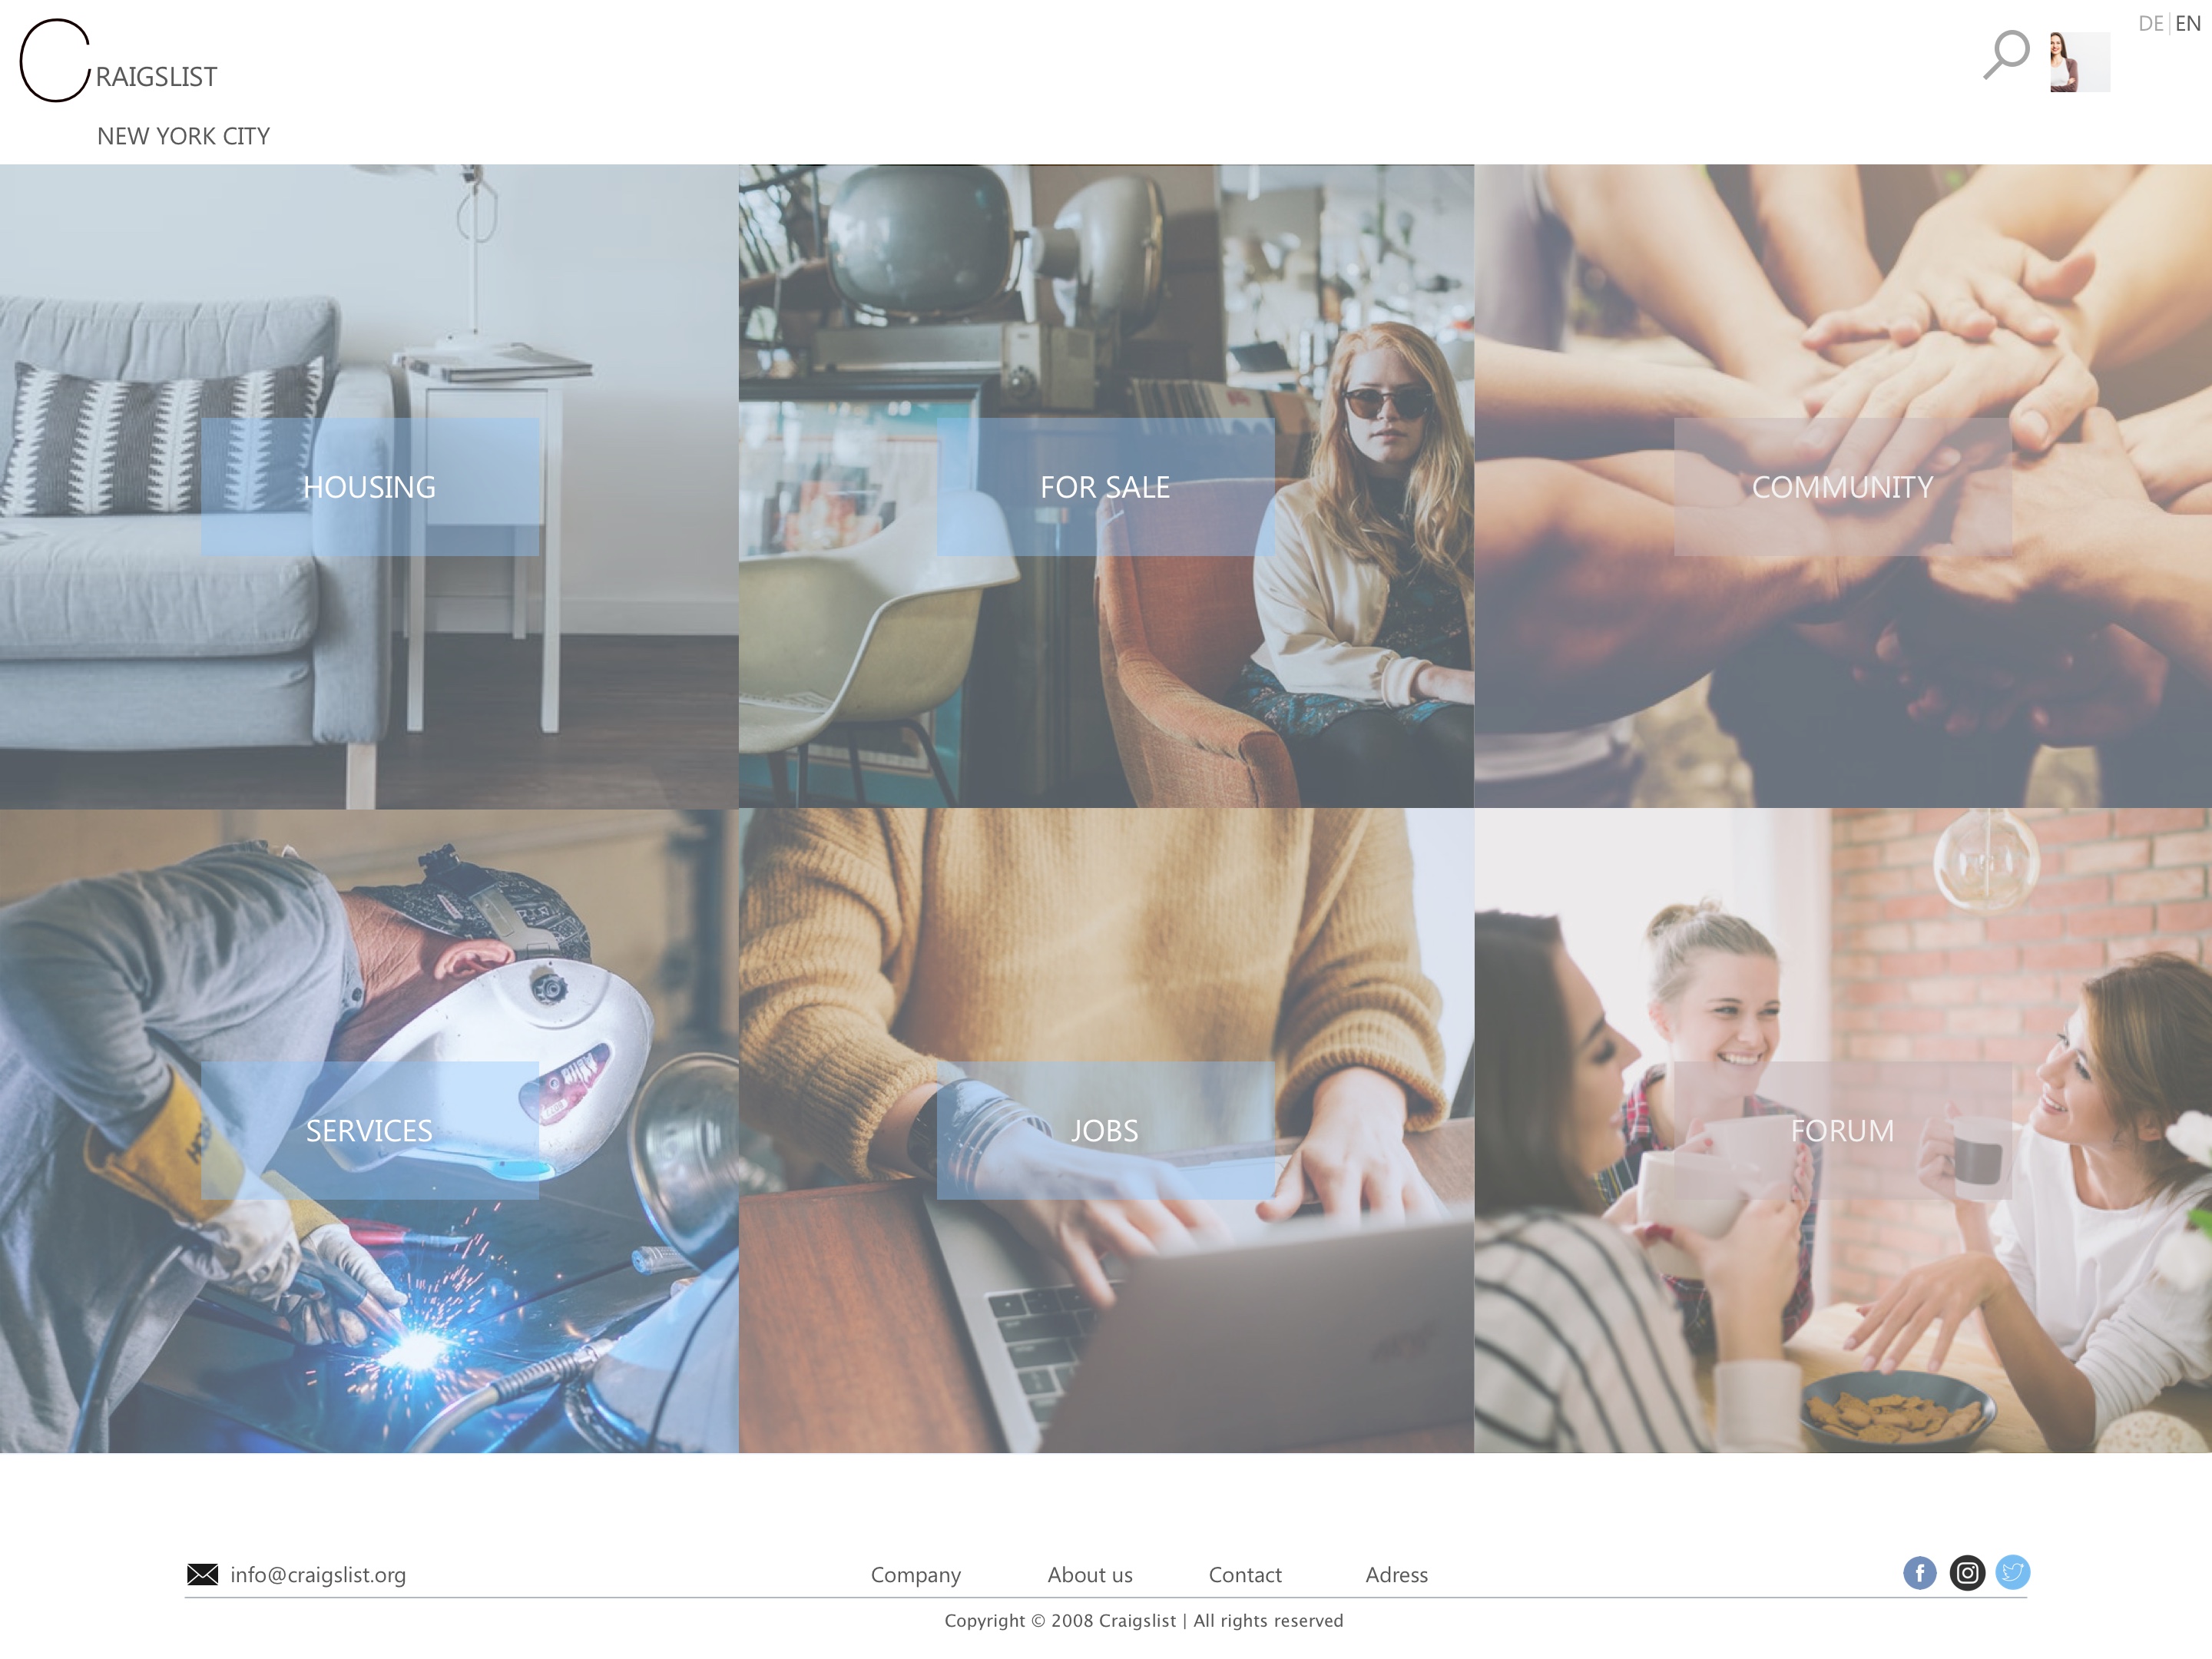 DE | EN
CRAIGSLIST
NEW YORK CITY
HOUSING
FOR SALE
COMMUNITY
SERVICES
JOBS
FORUM
info@craigslist.org
Company
About us
Contact
Adress
Copyright © 2008 Craigslist | All rights reserved